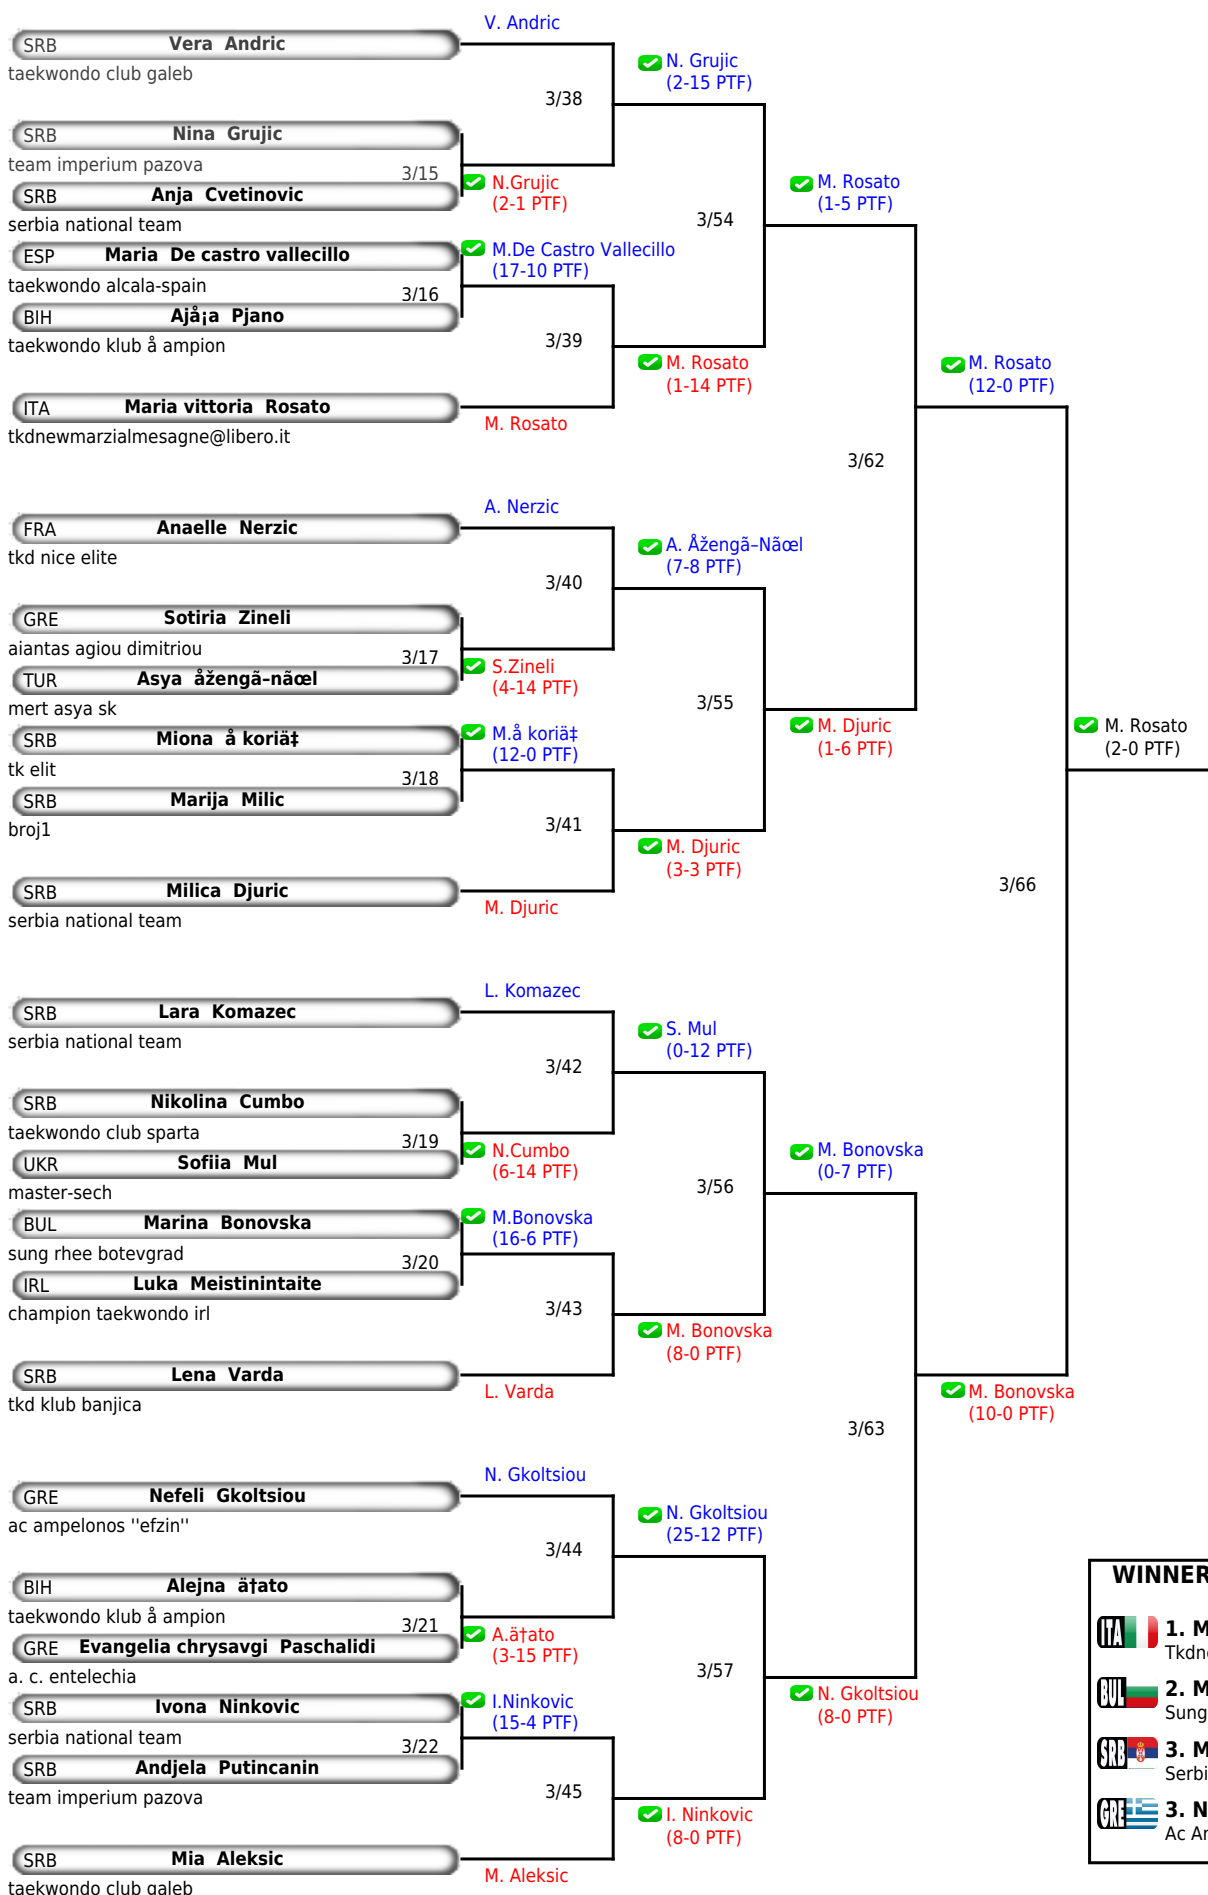 V. Andric
SRB Vera Andric
taekwondo club galeb
N. Grujic
(2-15 PTF)
3/38
SRB Nina Grujic
team imperium pazova
3/15
N.Grujic
(2-1 PTF)
SRB Anja Cvetinovic
serbia national team
M. Rosato
(1-5 PTF)
3/54
ESP Maria De castro vallecillo
taekwondo alcala-spain
M.De Castro Vallecillo
(17-10 PTF)
3/16
BIH Ajå¡a Pjano
taekwondo klub å ampion
3/39
M. Rosato
(1-14 PTF)
M. Rosato
(12-0 PTF)
ITA Maria vittoria Rosato
tkdnewmarzialmesagne@libero.it
M. Rosato
3/62
A. Nerzic
FRA Anaelle Nerzic
tkd nice elite
A. Åžengã–Nãœl
(7-8 PTF)
3/40
GRE Sotiria Zineli
aiantas agiou dimitriou
3/17
S.Zineli
(4-14 PTF)
TUR Asya åžengã–nãœl
mert asya sk
3/55
M. Djuric
(1-6 PTF)
M. Rosato
(2-0 PTF)
SRB Miona å koriä‡
tk elit
M.å koriä‡
(12-0 PTF)
3/18
SRB Marija Milic
broj1
3/41
M. Djuric
(3-3 PTF)
SRB Milica Djuric
serbia national team
M. Djuric
3/66
L. Komazec
SRB Lara Komazec
serbia national team
S. Mul
(0-12 PTF)
3/42
SRB Nikolina Cumbo
taekwondo club sparta
3/19
N.Cumbo
(6-14 PTF)
UKR Sofiia Mul
master-sech
M. Bonovska
(0-7 PTF)
3/56
BUL Marina Bonovska
sung rhee botevgrad
M.Bonovska
(16-6 PTF)
3/20
IRL Luka Meistinintaite
champion taekwondo irl
3/43
M. Bonovska
(8-0 PTF)
SRB Lena Varda
tkd klub banjica
L. Varda
M. Bonovska
(10-0 PTF)
3/63
N. Gkoltsiou
GRE Nefeli Gkoltsiou
ac ampelonos ''efzin''
N. Gkoltsiou
(25-12 PTF)
3/44
BIH Alejna ä†ato
taekwondo klub å ampion
3/21
A.ä†ato
(3-15 PTF)
GRE Evangelia chrysavgi Paschalidi
a. c. entelechia
3/57
N. Gkoltsiou
(8-0 PTF)
SRB Ivona Ninkovic
serbia national team
I.Ninkovic
(15-4 PTF)
3/22
SRB Andjela Putincanin
team imperium pazova
3/45
I. Ninkovic
(8-0 PTF)
SRB Mia Aleksic
taekwondo club galeb
M. Aleksic
WINNER
ITA 1. M
Tkdn
BUL 2. M
Sung
SRB 3. M
Serbi
GRE 3. N
Ac A